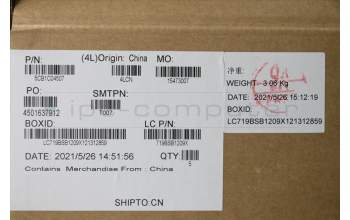 P/N
(4L)Origin: China
MO:
5CB1C04507
4LCN
15473007
PO:
SMTPN:
4501637912
T007
BOXID:
LC P/N:
LC719BSB1209X121312859
719BSB1209X
DATE: 2021/5/26 14:51:56
QTY:
5
Contains Merchandise From : China
SHIPTO:CN
净重:
WEIGHT 3.05 Kg
DATE: 2021/5/26 15:12:19
BOXID:
LC719BSB1209X121312859